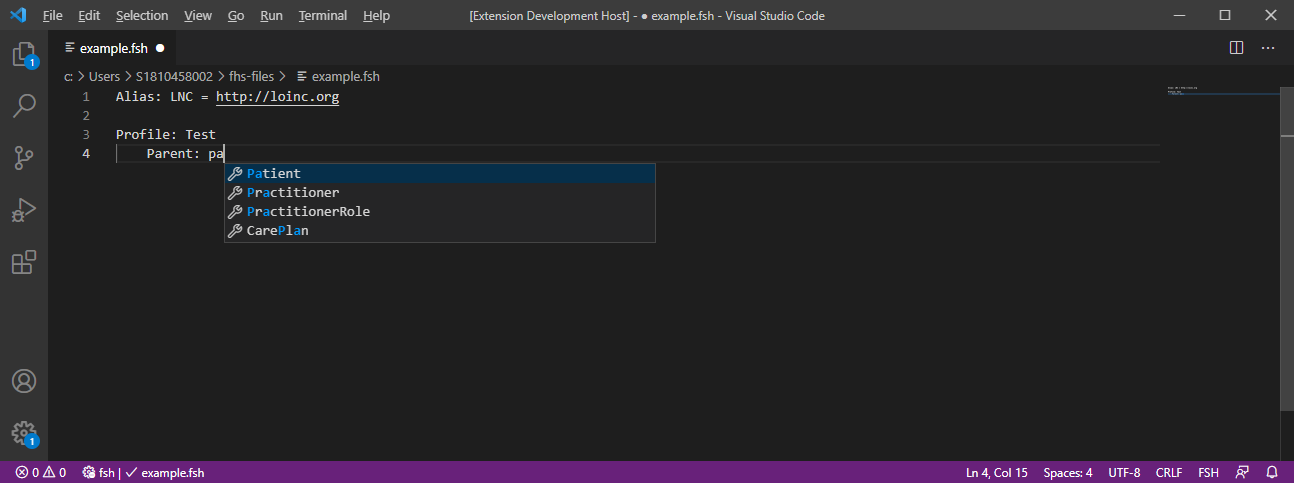 File Edit Selection View Go Run Terminal Help [Extension Development Host] - ● example.fsh - Visual Studio Code
example.fsh ●
c: > Users > S1810458002 > fhs-files > example.fsh
1 Alias: LNC = http://loinc.org
2
3 Profile: Test
4 Parent: pa
Patient
Practitioner
PractitionerRole
CarePlan
1
1
0 0 fsh | ✓ example.fsh Ln 4, Col 15 Spaces: 4 UTF-8 CRLF FSH